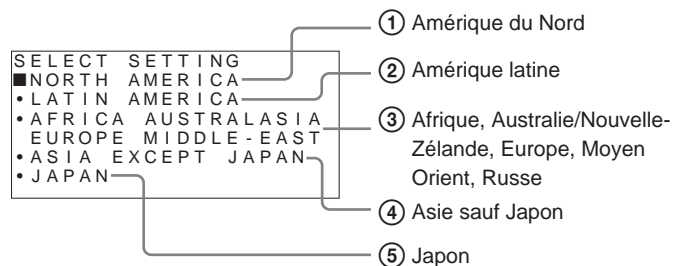 SELECT SETTING
■NORTH AMERICA
•LATIN AMERICA
•AFRICA AUSTRALASIA
EUROPE MIDDLE-EAST
•ASIA EXCEPT JAPAN
•JAPAN
① Amérique du Nord
② Amérique latine
③ Afrique, Australie/Nouvelle-
Zélande, Europe, Moyen
Orient, Russe
④ Asie sauf Japon
⑤ Japon